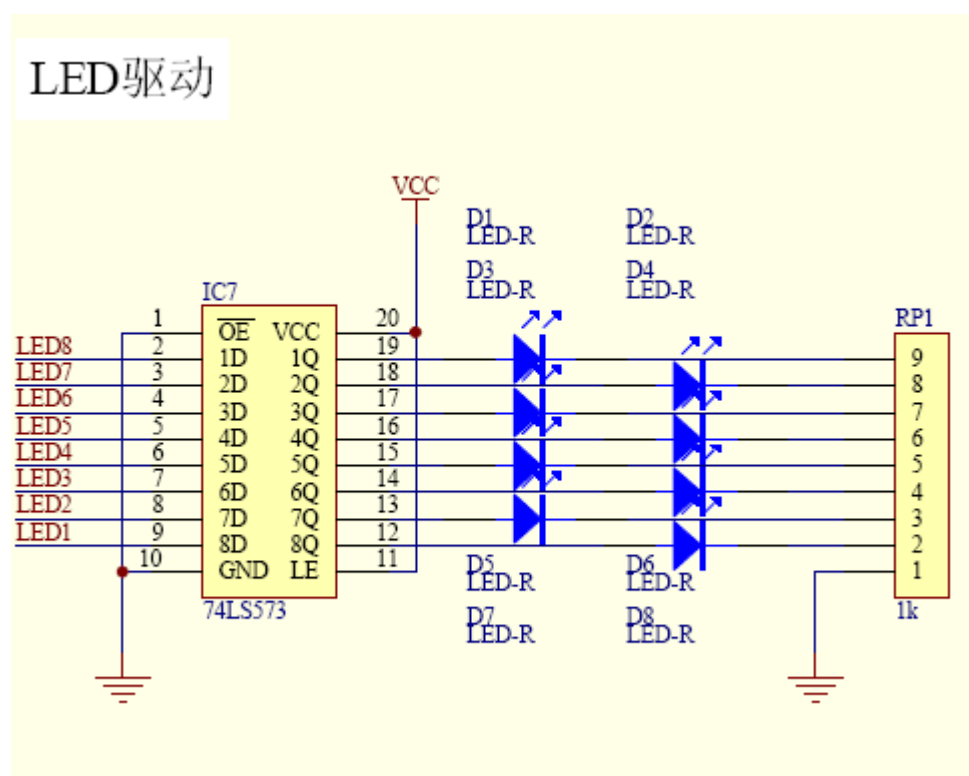 LED驱动
VCC
D1 D2
LED-R LED-R
D3 D4
LED-R LED-R
IC7
RP1
1 OE VCC 20
LED8 2 1D 1Q 19 9
LED7 3 2D 2Q 18 8
LED6 4 3D 3Q 17 7
LED5 5 4D 4Q 16 6
LED4 6 5D 5Q 15 5
LED3 7 6D 6Q 14 4
LED2 8 7D 7Q 13 3
LED1 9 8D 8Q 12 2
10 GND LE 11 1
D5 D6
LED-R LED-R
74LS573 1k
D7 D8
LED-R LED-R